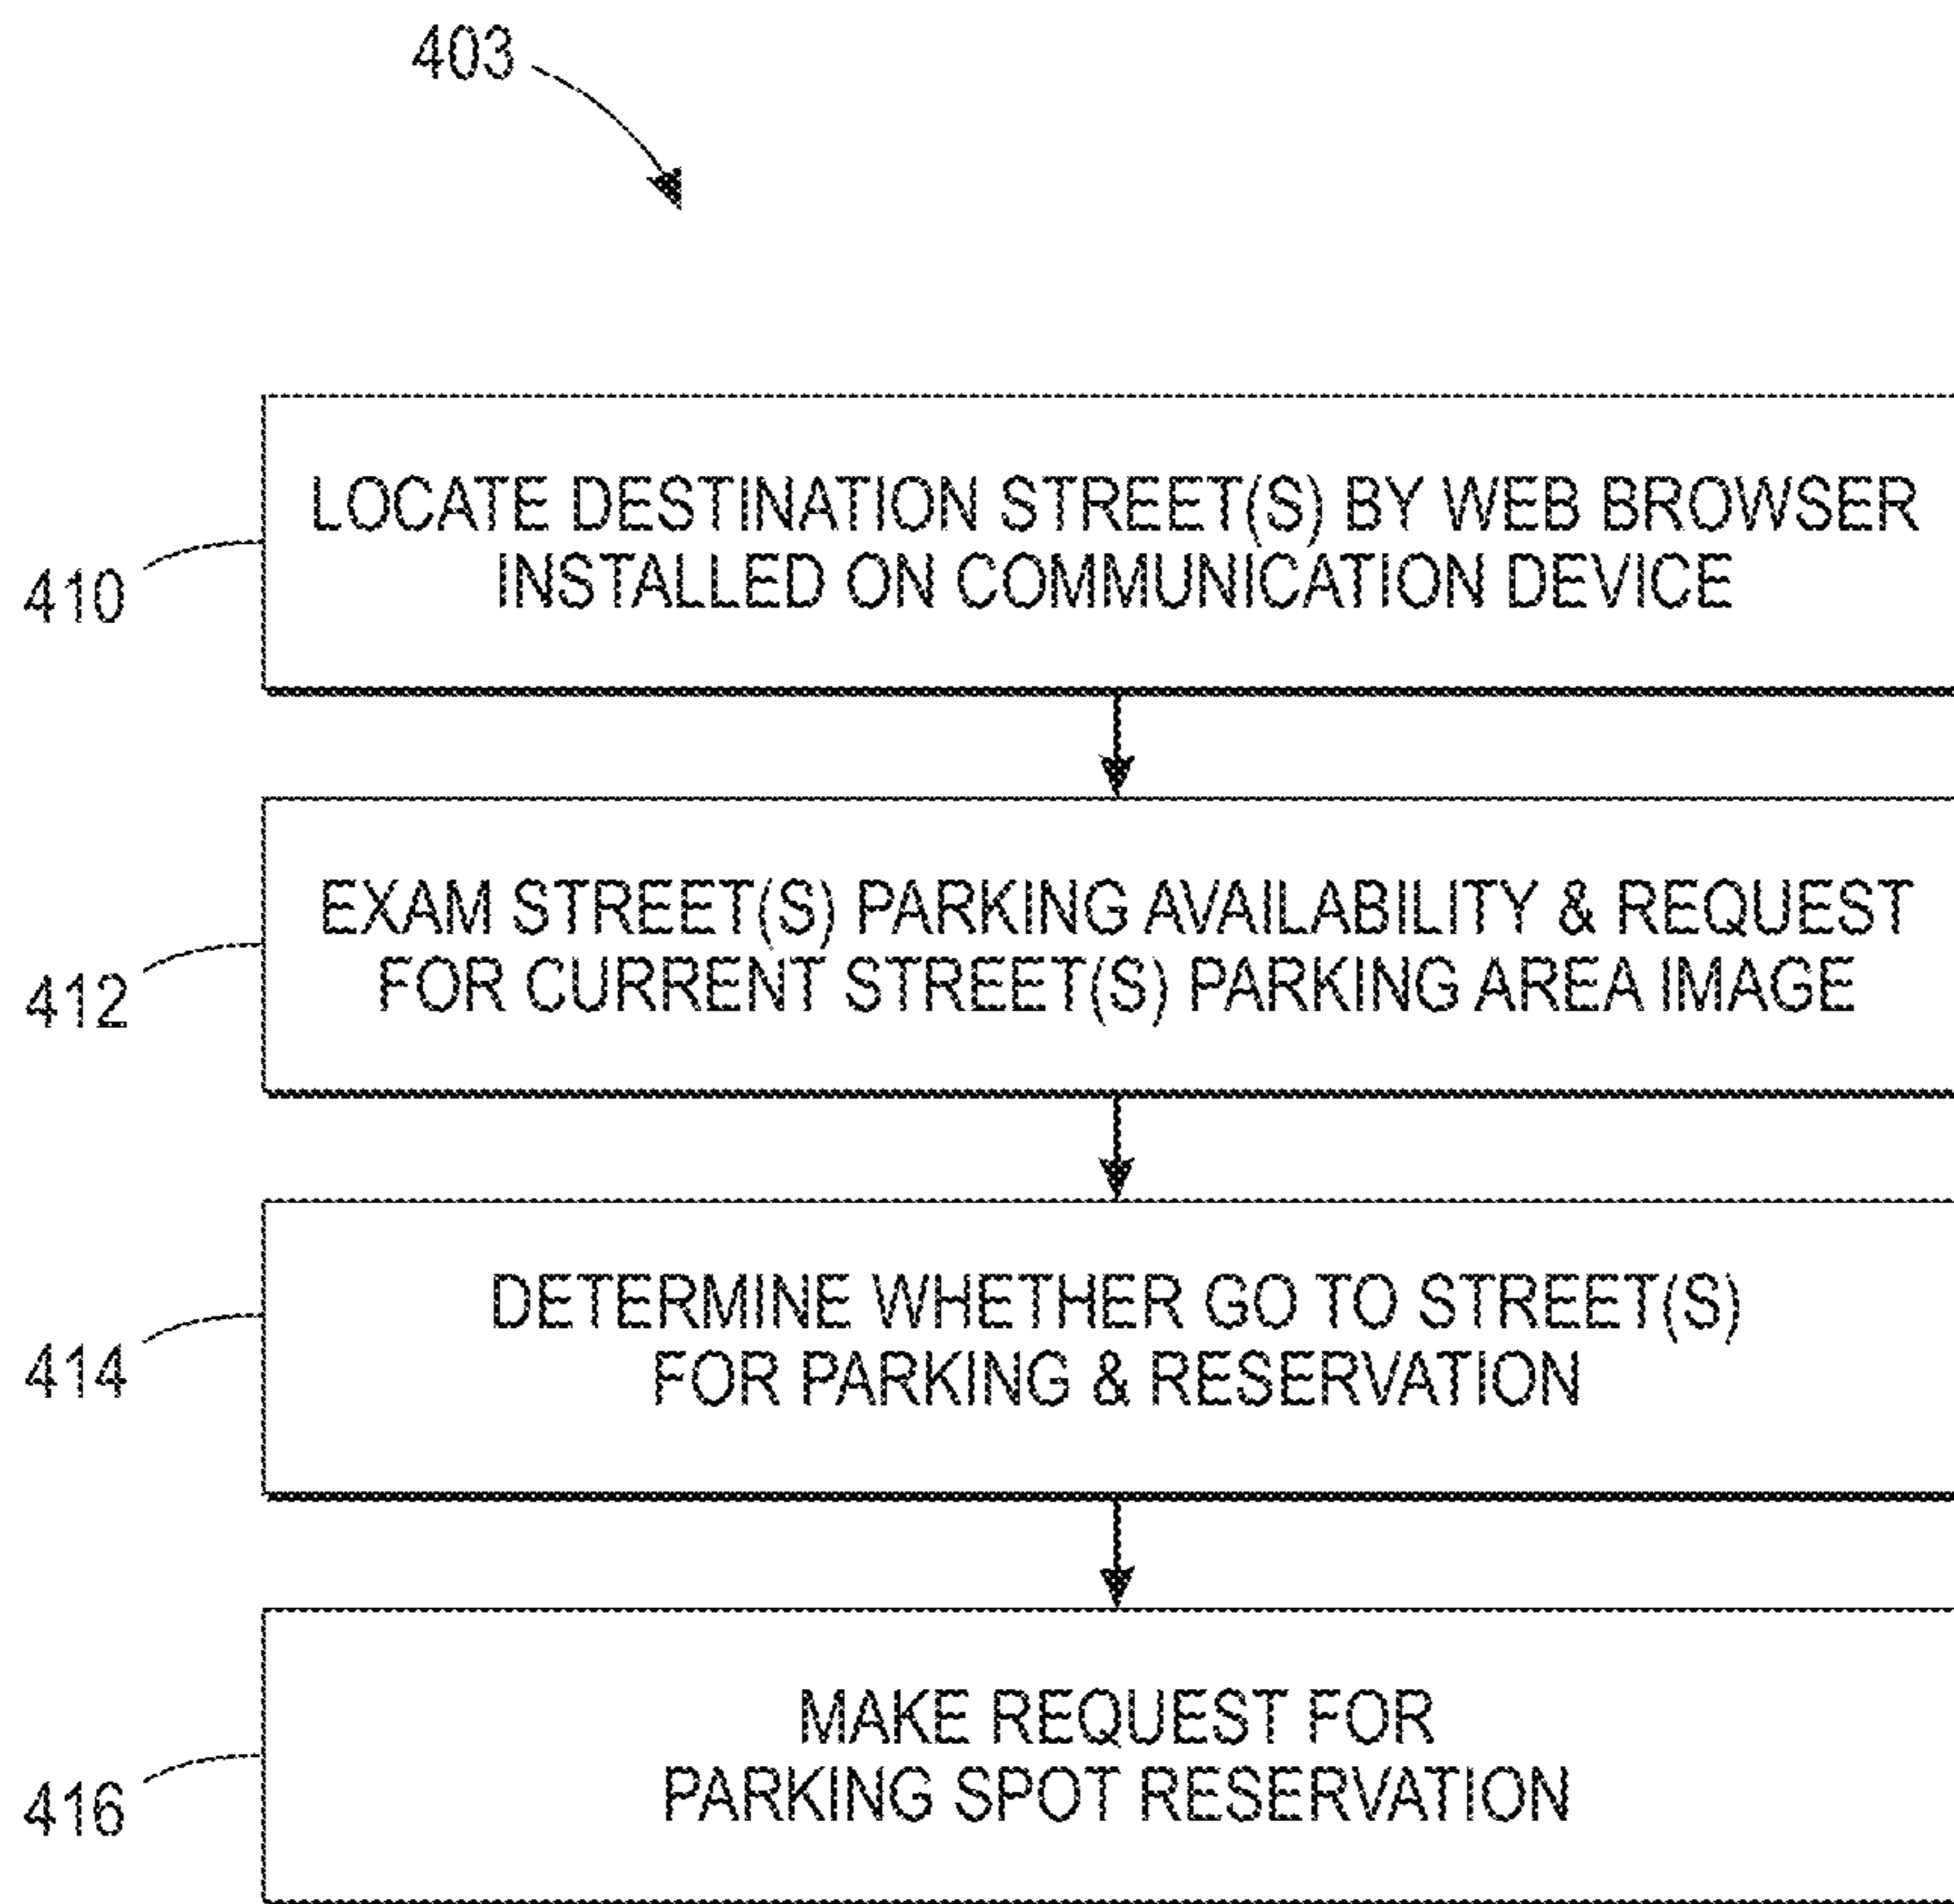 403
LOCATE DESTINATION STREET(S) BY WEB BROWSER
INSTALLED ON COMMUNICATION DEVICE
410
EXAM STREET(S) PARKING AVAILABILITY & REQUEST
FOR CURRENT STREET(S) PARKING AREA IMAGE
412
DETERMINE WHETHER GO TO STREET(S)
FOR PARKING & RESERVATION
414
MAKE REQUEST FOR
PARKING SPOT RESERVATION
416